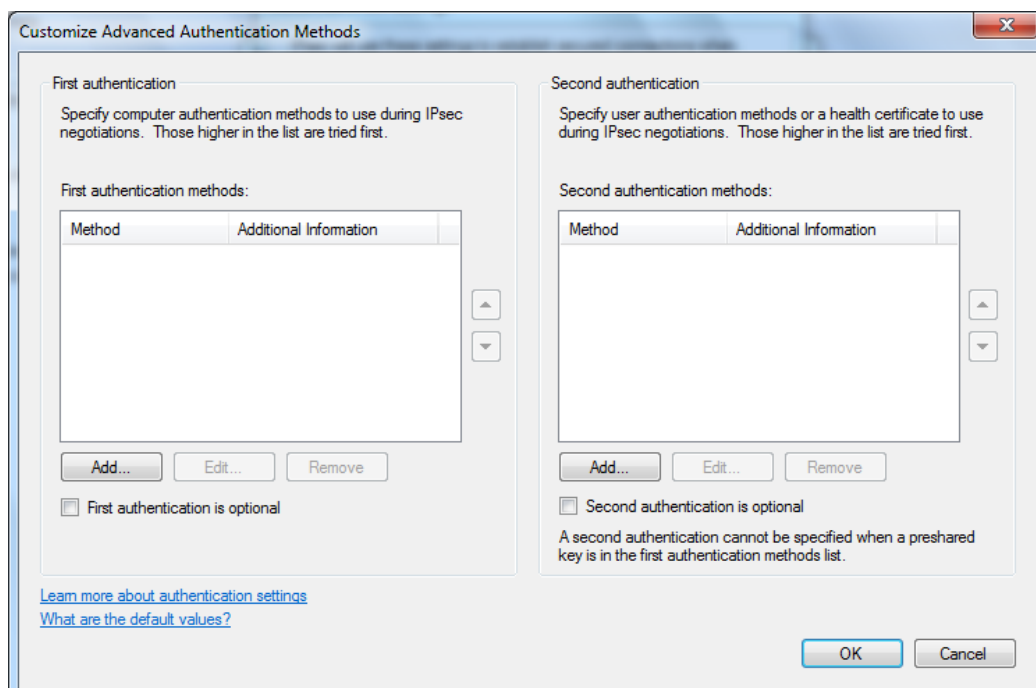 Customize Advanced Authentication Methods
First authentication
Specify computer authentication methods to use during IPsec
negotiations. Those higher in the list are tried first.
First authentication methods:
Method Additional Information
Add... Edit... Remove
First authentication is optional
Second authentication
Specify user authentication methods or a health certificate to use
during IPsec negotiations. Those higher in the list are tried first.
Second authentication methods:
Method Additional Information
Add... Edit... Remove
Second authentication is optional
A second authentication cannot be specified when a preshared
key is in the first authentication methods list.
Learn more about authentication settings
What are the default values?
OK Cancel